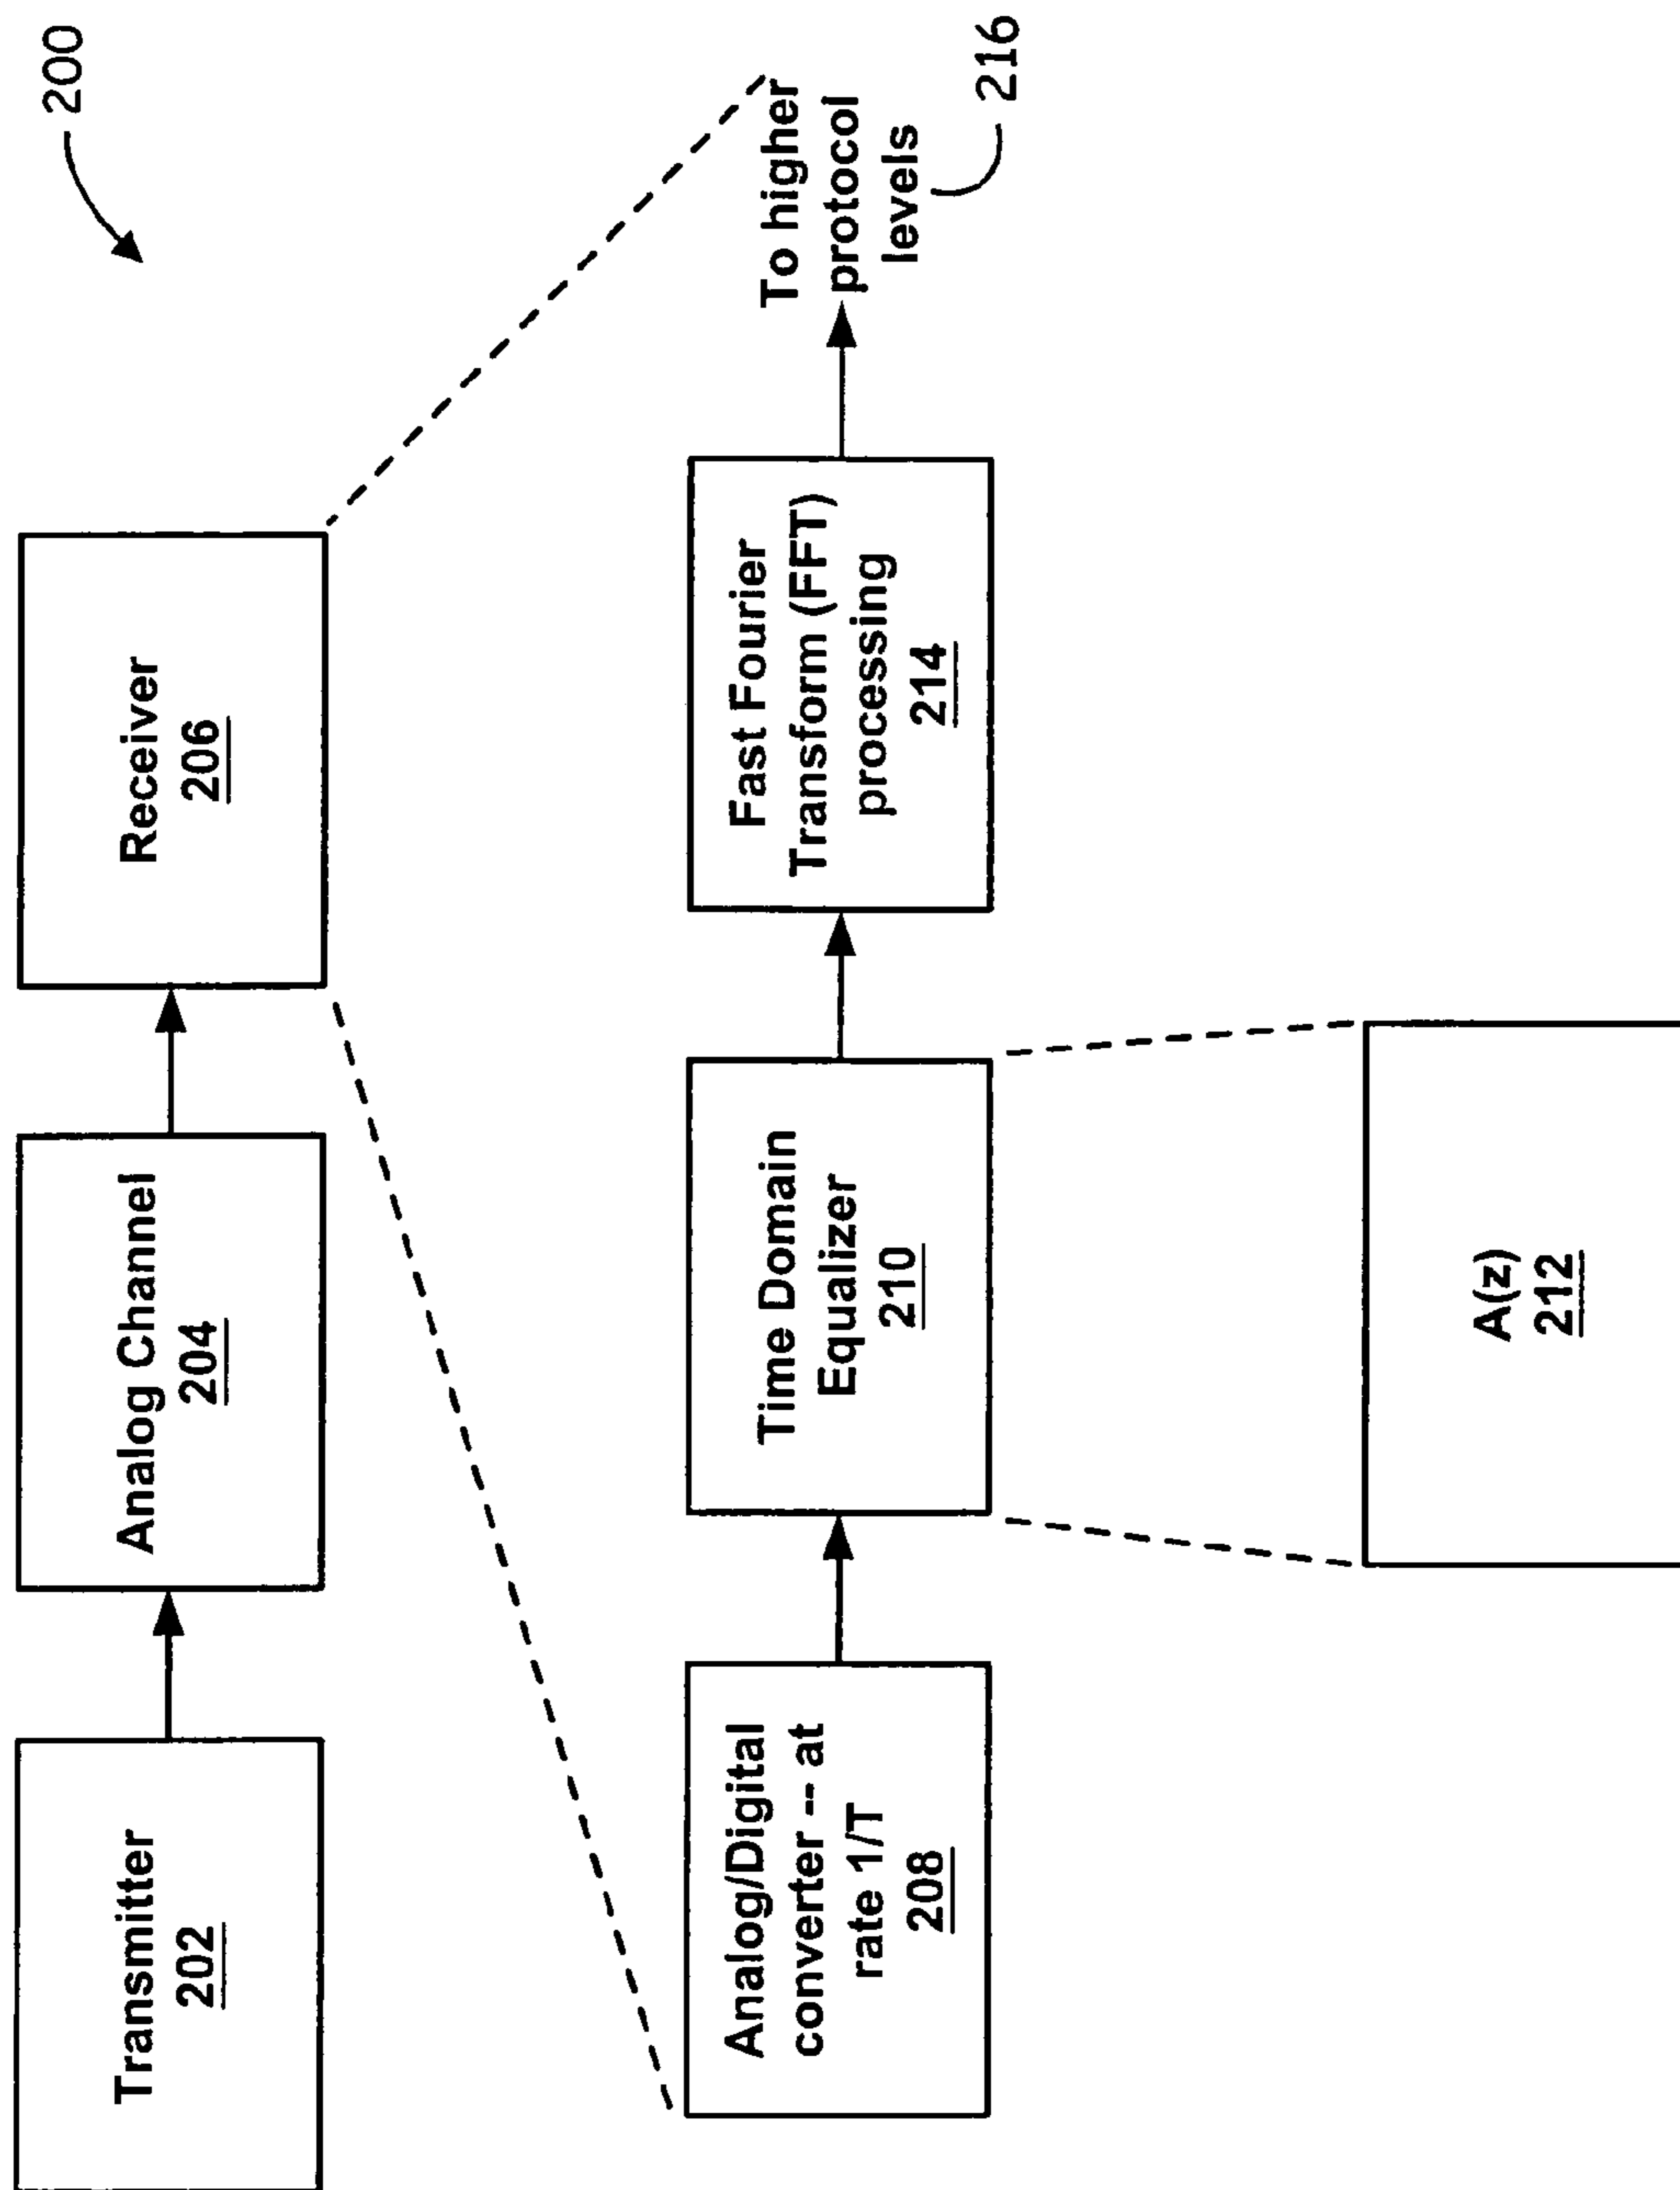 200
Transmitter
202
Analog Channel
204
Receiver
206
Analog/Digital
converter -- at
rate 1/T
208
Time Domain
Equalizer
210
Fast Fourier
Transform (FFT)
processing
214
To higher
protocol
levels
216
A(z)
212